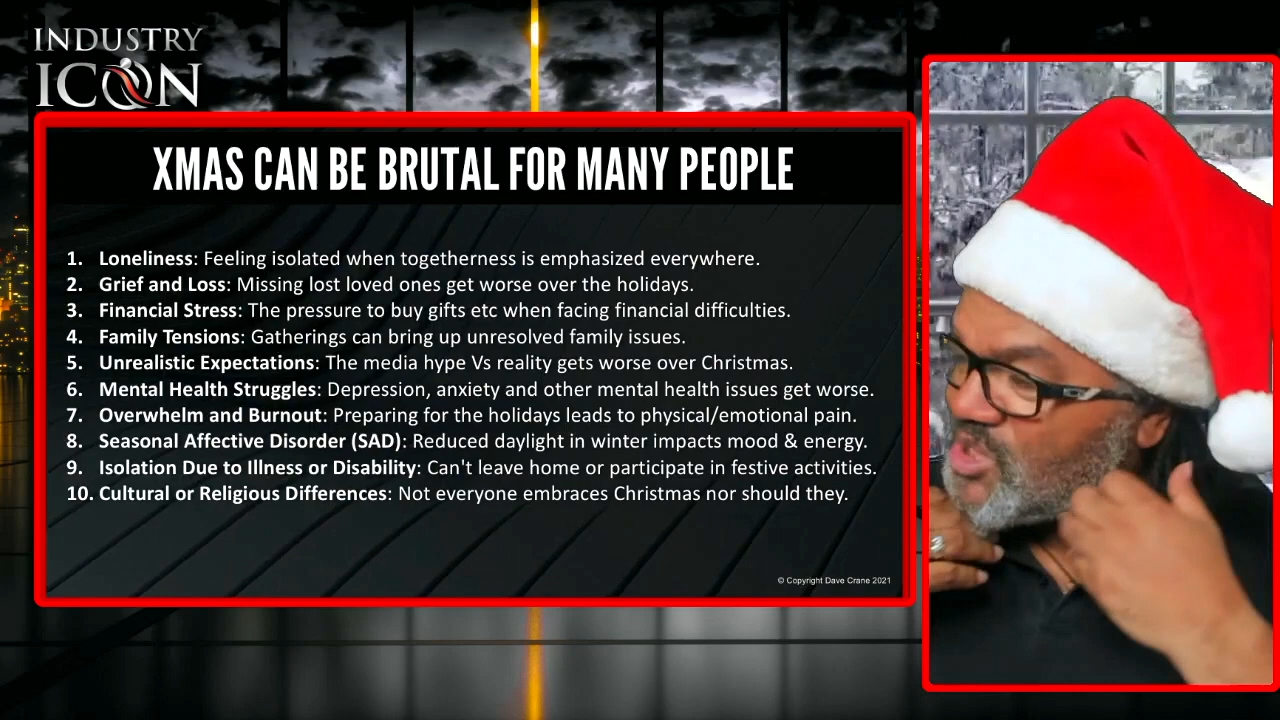 INDUSTRY
ICON
XMAS CAN BE BRUTAL FOR MANY PEOPLE
1. Loneliness: Feeling isolated when togetherness is emphasized everywhere.
2. Grief and Loss: Missing lost loved ones get worse over the holidays.
3. Financial Stress: The pressure to buy gifts etc when facing financial difficulties.
4. Family Tensions: Gatherings can bring up unresolved family issues.
5. Unrealistic Expectations: The media hype Vs reality gets worse over Christmas.
6. Mental Health Struggles: Depression, anxiety and other mental health issues get worse.
7. Overwhelm and Burnout: Preparing for the holidays leads to physical/emotional pain.
8. Seasonal Affective Disorder (SAD): Reduced daylight in winter impacts mood & energy.
9. Isolation Due to Illness or Disability: Can't leave home or participate in festive activities.
10. Cultural or Religious Differences: Not everyone embraces Christmas nor should they.
© Copyright Dave Crane 2021